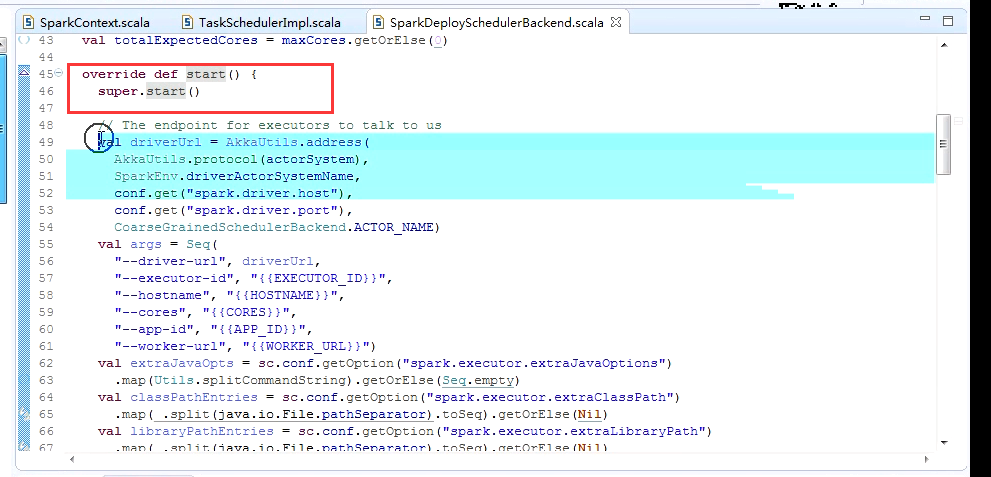 SparkContext.scala TaskSchedulerImpl.scala SparkDeploySchedulerBackend.scala
43 val totalExpectedCores = maxCores.getOrElse(0)
44
45 override def start() {
46 super.start()
47
48 // The endpoint for executors to talk to us
49 val driverUrl = AkkaUtils.address(
50 AkkaUtils.protocol(actorSystem),
51 SparkEnv.driverActorSystemName,
52 conf.get("spark.driver.host"),
53 conf.get("spark.driver.port"),
54 CoarseGrainedSchedulerBackend.ACTOR_NAME)
55 val args = Seq(
56 "--driver-url", driverUrl,
57 "--executor-id", "{{EXECUTOR_ID}}",
58 "--hostname", "{{HOSTNAME}}",
59 "--cores", "{{CORES}}",
60 "--app-id", "{{APP_ID}}",
61 "--worker-url", "{{WORKER_URL}}")
62 val extraJavaOpts = sc.conf.getOption("spark.executor.extraJavaOptions")
63 .map(Utils.splitCommandString).getOrElse(Seq.empty)
64 val classPathEntries = sc.conf.getOption("spark.executor.extraClassPath")
65 .map(_.split(java.io.File.pathSeparator).toSeq).getOrElse(Nil)
66 val libraryPathEntries = sc.conf.getOption("spark.executor.extraLibraryPath")
67 .map(_.split(java.io.File.pathSeparator).toSeq).getOrElse(Nil)